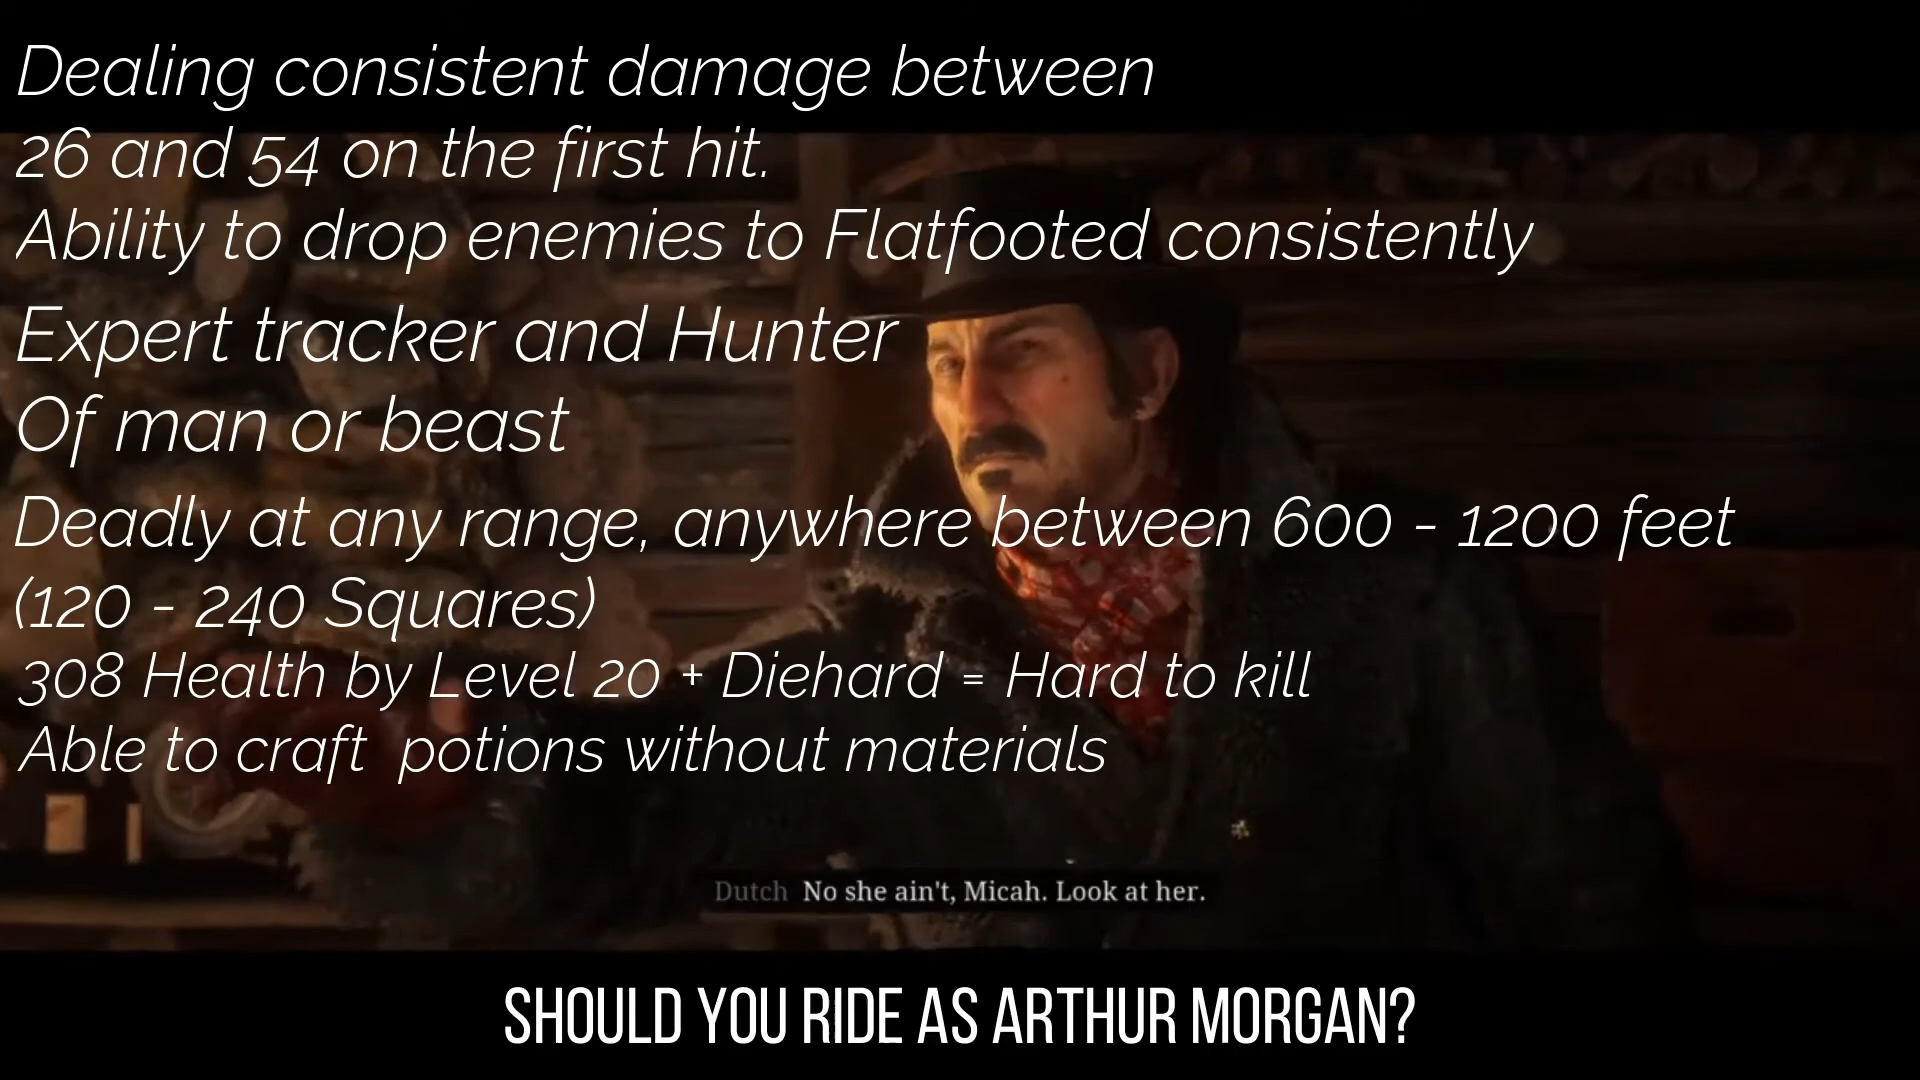 Dealing consistent damage between
26 and 54 on the first hit.
Ability to drop enemies to Flatfooted consistently
Expert tracker and Hunter
Of man or beast
Deadly at any range, anywhere between 600 - 1200 feet
(120 - 240 Squares)
308 Health by Level 20 + Diehard = Hard to kill
Able to craft  potions without materials
Dutch No she ain't, Micah. Look at her.
SHOULD YOU RIDE AS ARTHUR MORGAN?